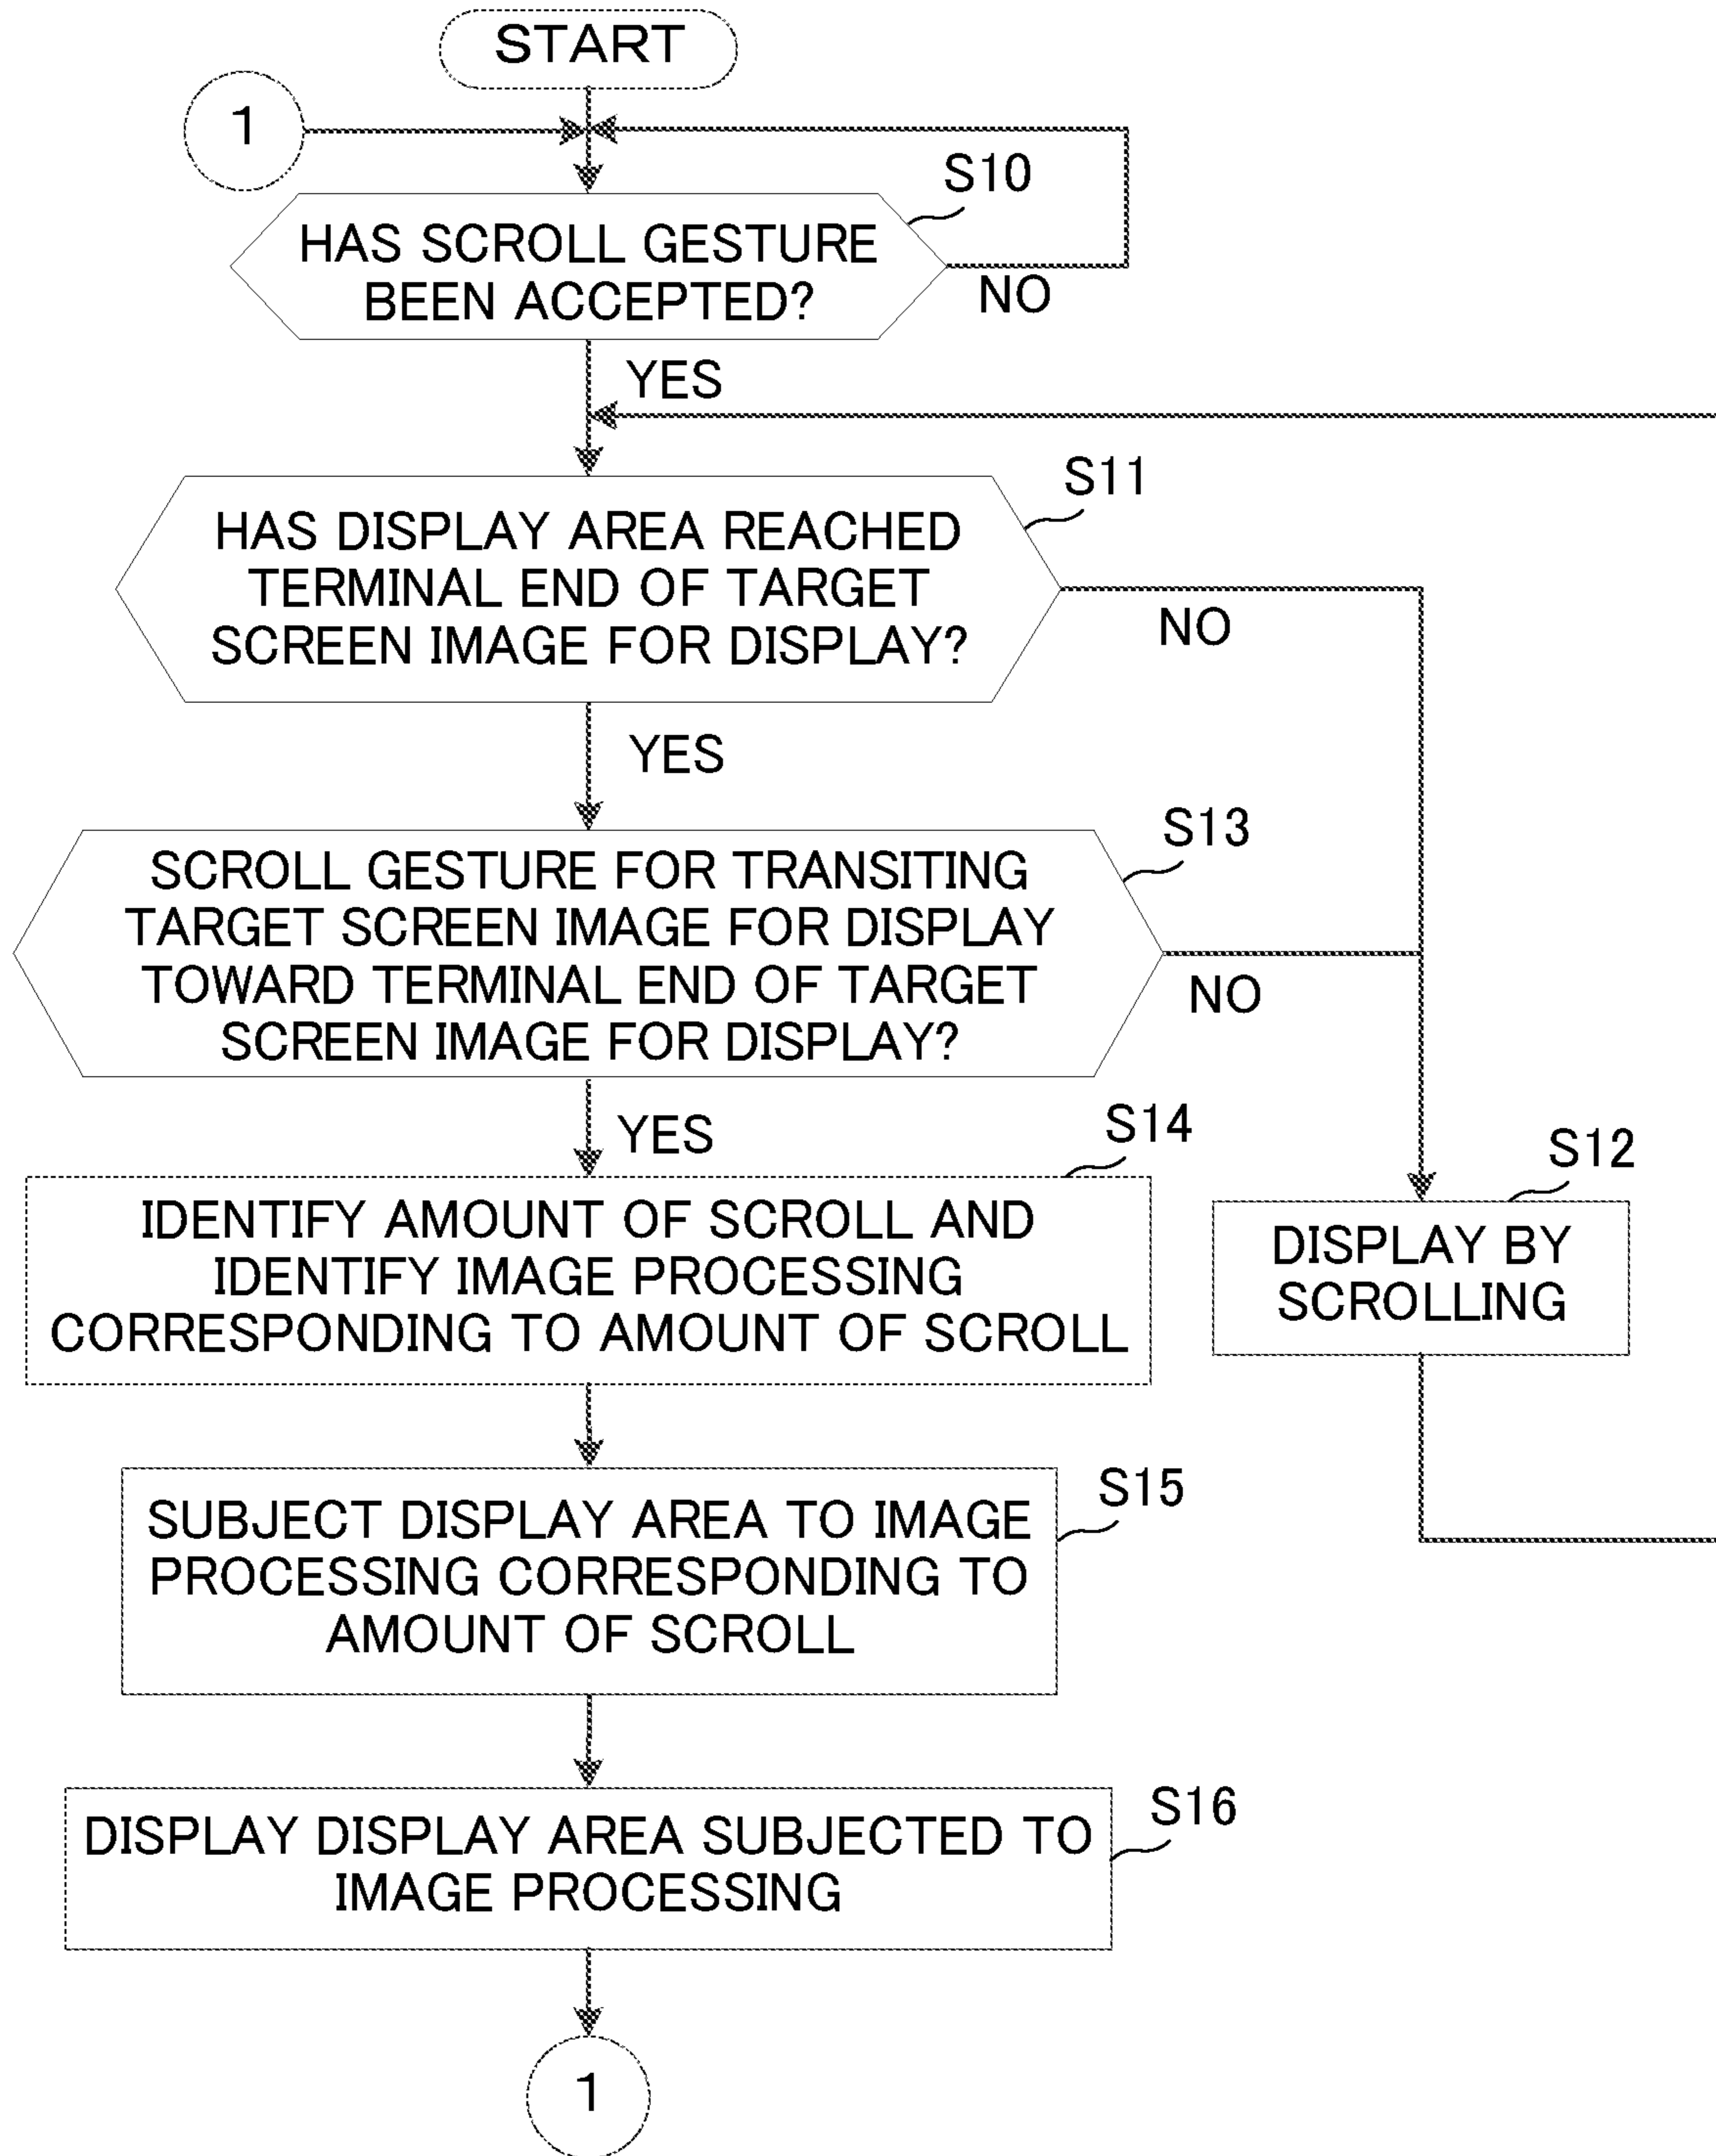 START
1
S10
HAS SCROLL GESTURE
BEEN ACCEPTED?
NO
YES
S11
HAS DISPLAY AREA REACHED
TERMINAL END OF TARGET
SCREEN IMAGE FOR DISPLAY?
NO
YES
S13
SCROLL GESTURE FOR TRANSITING
TARGET SCREEN IMAGE FOR DISPLAY
TOWARD TERMINAL END OF TARGET
SCREEN IMAGE FOR DISPLAY?
NO
YES
S14
IDENTIFY AMOUNT OF SCROLL AND
IDENTIFY IMAGE PROCESSING
CORRESPONDING TO AMOUNT OF SCROLL
S12
DISPLAY BY
SCROLLING
S15
SUBJECT DISPLAY AREA TO IMAGE
PROCESSING CORRESPONDING TO
AMOUNT OF SCROLL
S16
DISPLAY DISPLAY AREA SUBJECTED TO
IMAGE PROCESSING
1